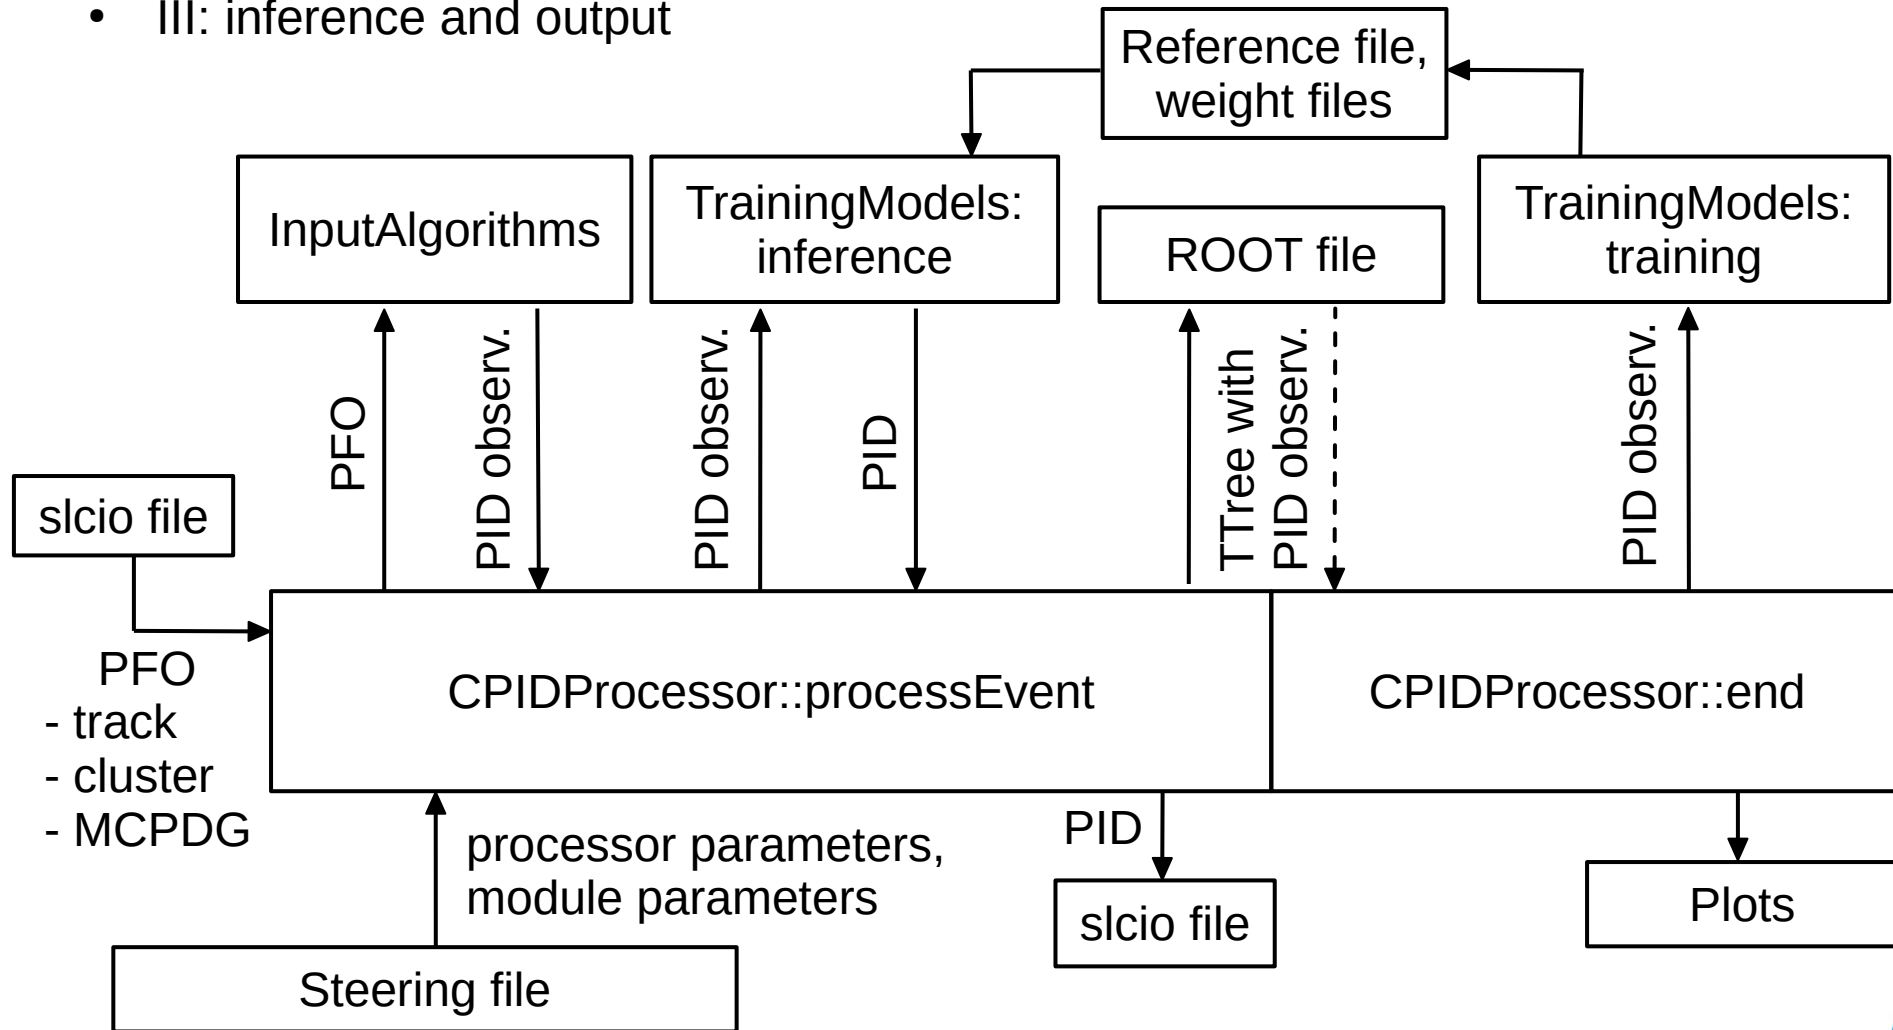 • III: inference and output
Reference file,
weight files
InputAlgorithms
TrainingModels:
inference
ROOT file
TrainingModels:
training
PFO
PID observ.
PID observ.
PID
TTree with
PID observ.
PID observ.
slcio file
PFO
- track
- cluster
- MCPDG
CPIDProcessor::processEvent
CPIDProcessor::end
processor parameters,
module parameters
PID
slcio file
Plots
Steering file